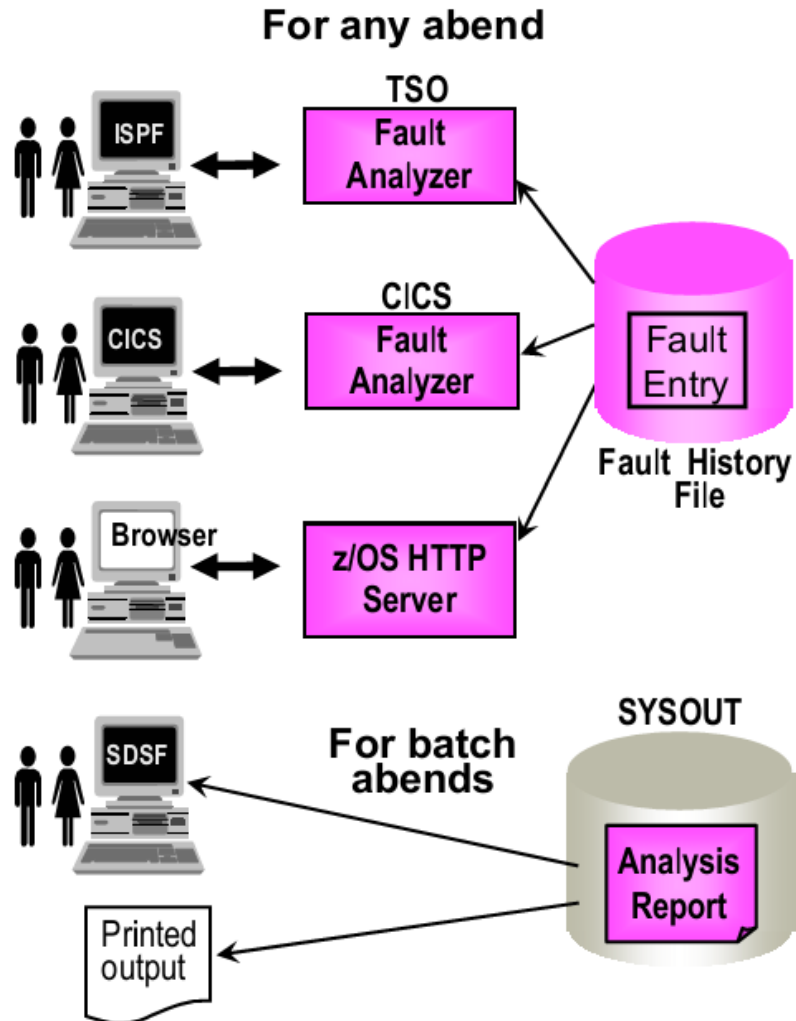 For any abend
TSO
ISPF
Fault
Analyzer
CICS
CICS
Fault
Analyzer
Fault
Entry
Fault History
File
Browser
z/OS HTTP
Server
SYSOUT
For batch
abends
SDSF
Analysis
Report
Printed
output